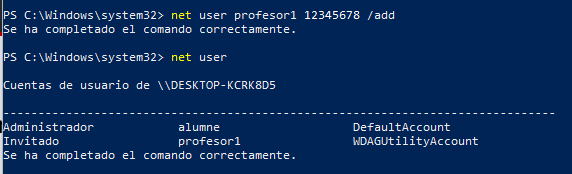 PS C:\Windows\system32> net user profesor1 12345678 /add
Se ha completado el comando correctamente.
PS C:\Windows\system32> net user
Cuentas de usuario de \\DESKTOP-KCRK8D5
-------------------------------------------------------------------------------
Administrador            alumne                   DefaultAccount
Invitado                 profesor1                WDAGUtilityAccount
Se ha completado el comando correctamente.